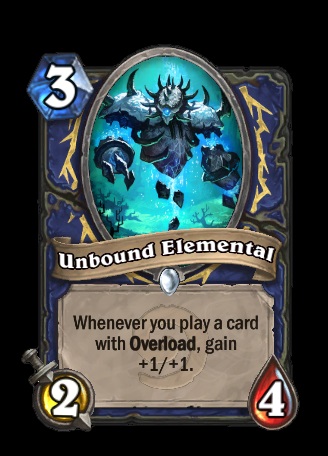 3
Unbound Elemental
Whenever you play a card
with Overload, gain
+1/+1.
2
4